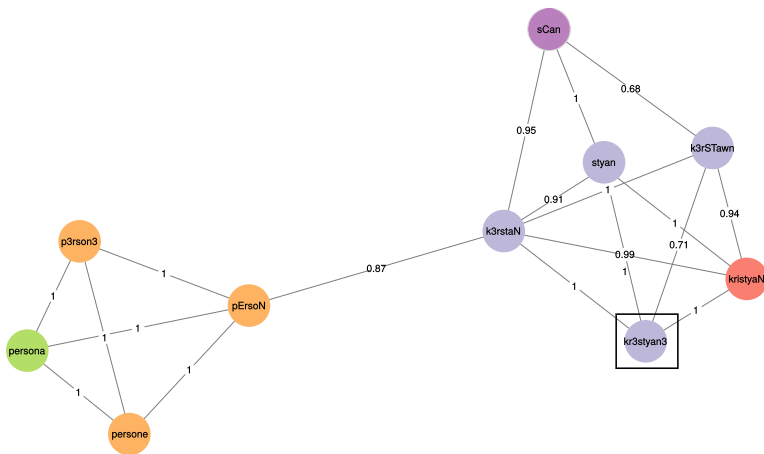 sCan
0.68
1
0.95
k3rSTawn
styan
1
0.91
0.94
1
k3rstaN
0.71
p3rson3
0.99
0.87
1
1
kristyaN
1
1
pErsoN
1
1
1
1
kr3styan3
persona
1
1
persone